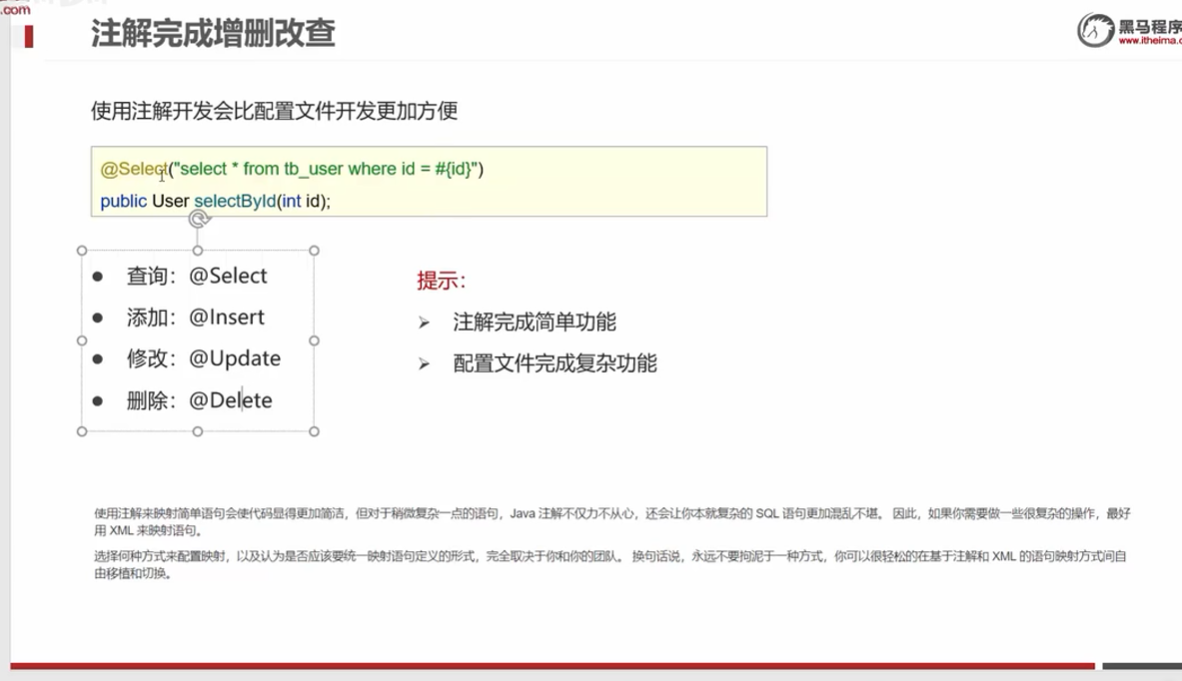 .com
注解完成增删改查
黑马程序
www.itheima.c
使用注解开发会比配置文件开发更加方便
@Select("select * from tb_user where id = #{id}")
public User selectById(int id);
● 查询：@Select
● 添加：@Insert
● 修改：@Update
● 删除：@Delete
提示：
➢ 注解完成简单功能
➢ 配置文件完成复杂功能
使用注解来映射简单语句会使代码显得更加简洁，但对于稍微复杂一点的语句，Java 注解不仅力不从心，还会让你本就复杂的 SQL 语句更加混乱不堪。 因此，如果你需要做一些很复杂的操作，最好
用 XML 来映射语句。
选择何种方式来配置映射，以及认为是否应该要统一映射语句定义的形式，完全取决于你和你的团队。 换句话说，永远不要拘泥于一种方式，你可以很轻松的在基于注解和 XML 的语句映射方式间自
由移植和切换。